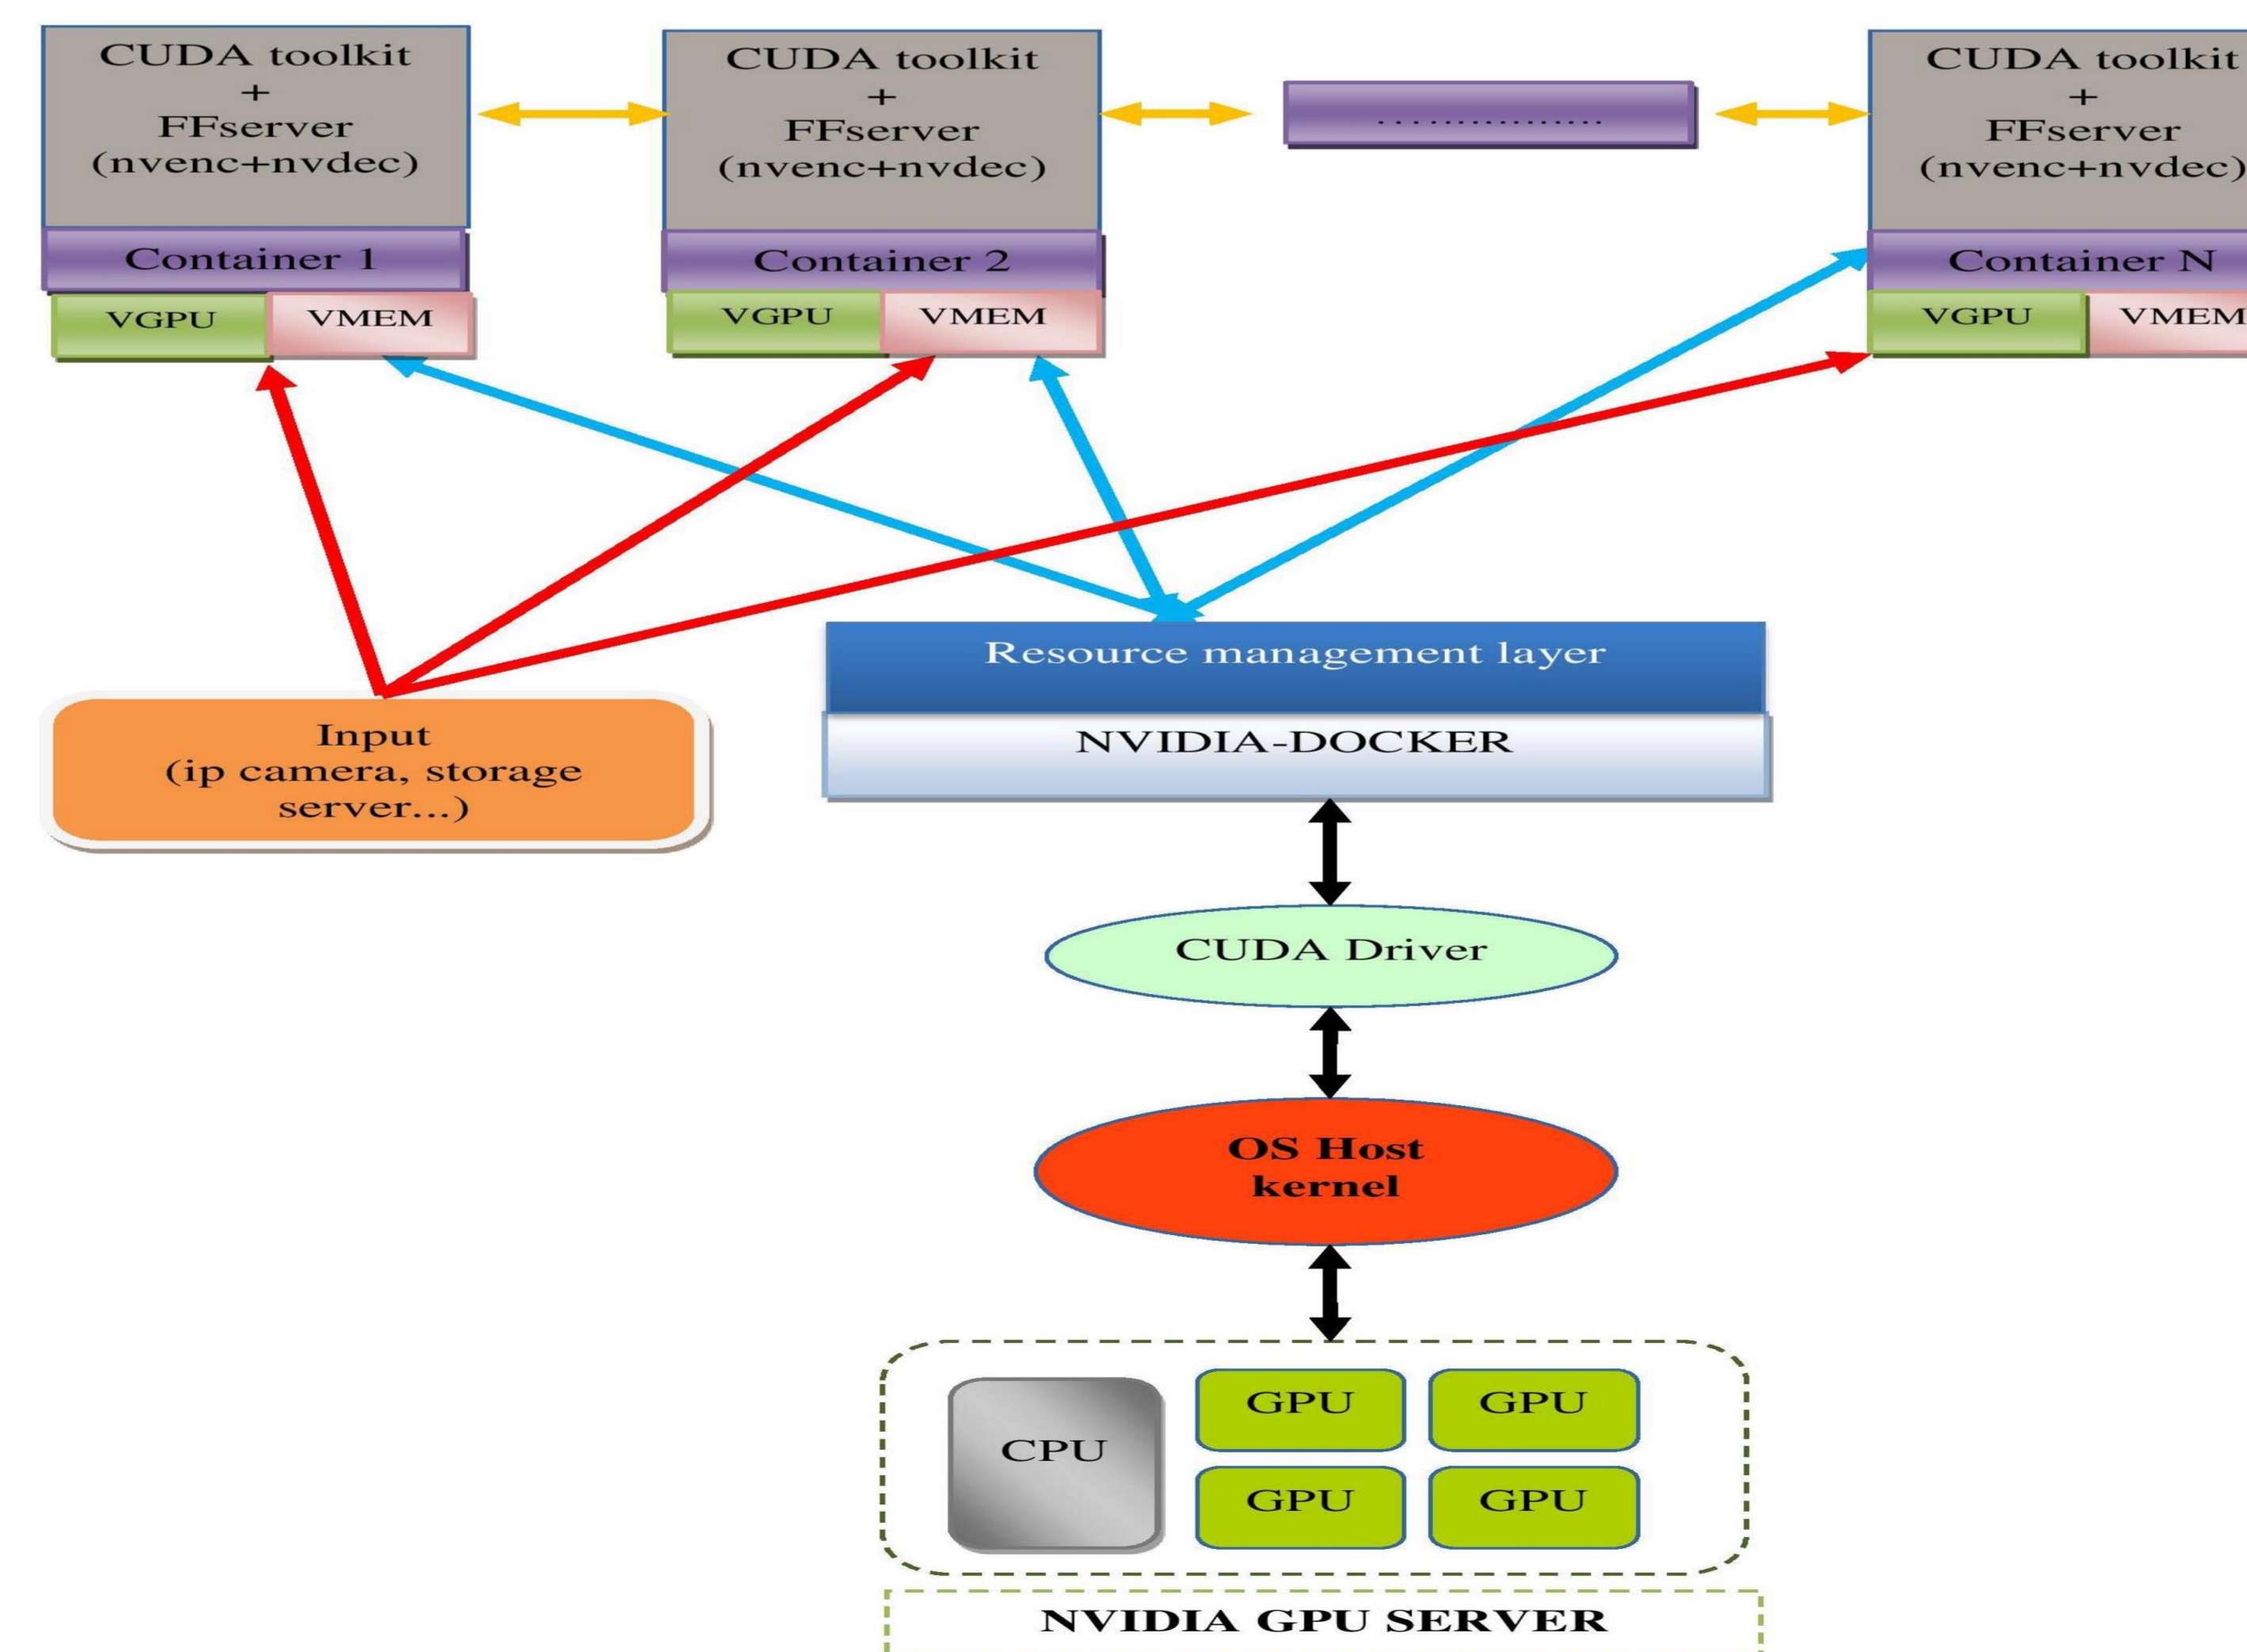 CUDA toolkit
+
FFserver
(nvenc+nvdec)
Container 1
VGPU
VMEM
CUDA toolkit
+
FFserver
(nvenc+nvdec)
Container 2
VGPU
VMEM
................
CUDA toolkit
+
FFserver
(nvenc+nvdec)
Container N
VGPU
VMEM
Input
(ip camera, storage
server...)
Resource management layer
NVIDIA-DOCKER
CUDA Driver
OS Host
kernel
CPU
GPU
GPU
GPU
GPU
NVIDIA GPU SERVER